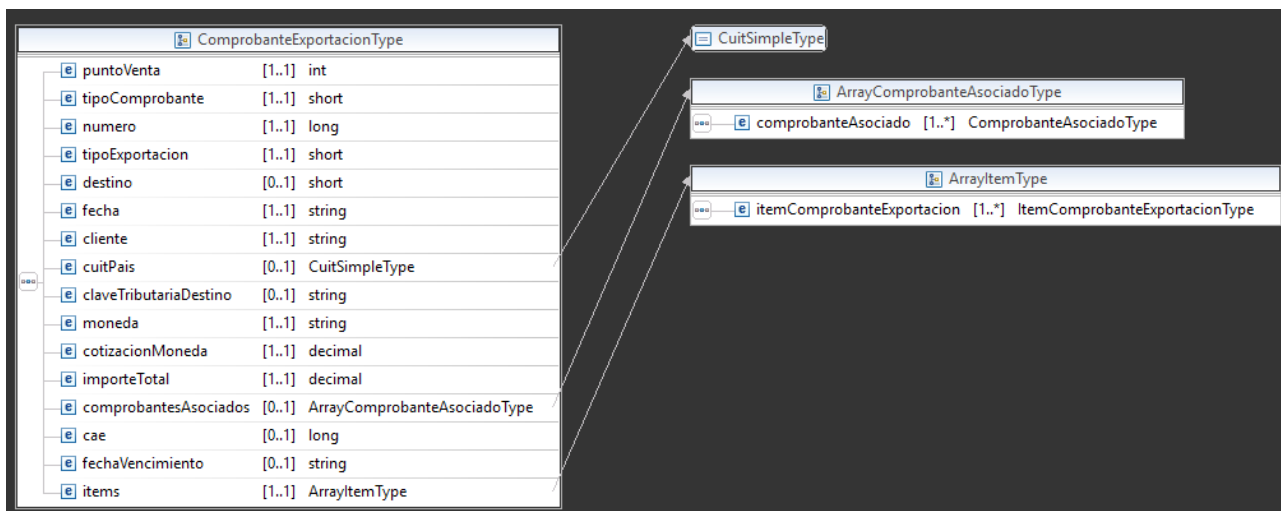 ComprobanteExportacionType
puntoVenta [1..1] int
tipoComprobante [1..1] short
numero [1..1] long
tipoExportacion [1..1] short
destino [0..1] short
fecha [1..1] string
cliente [1..1] string
cuitPais [0..1] CuitSimpleType
claveTributariaDestino [0..1] string
moneda [1..1] string
cotizacionMoneda [1..1] decimal
importeTotal [1..1] decimal
comprobantesAsociados [0..1] ArrayComprobanteAsociadoType
cae [0..1] long
fechaVencimiento [0..1] string
items [1..1] ArrayItemType
CuitSimpleType
ArrayComprobanteAsociadoType
comprobanteAsociado [1..*] ComprobanteAsociadoType
ArrayItemType
itemComprobanteExportacion [1..*] ItemComprobanteExportacionType